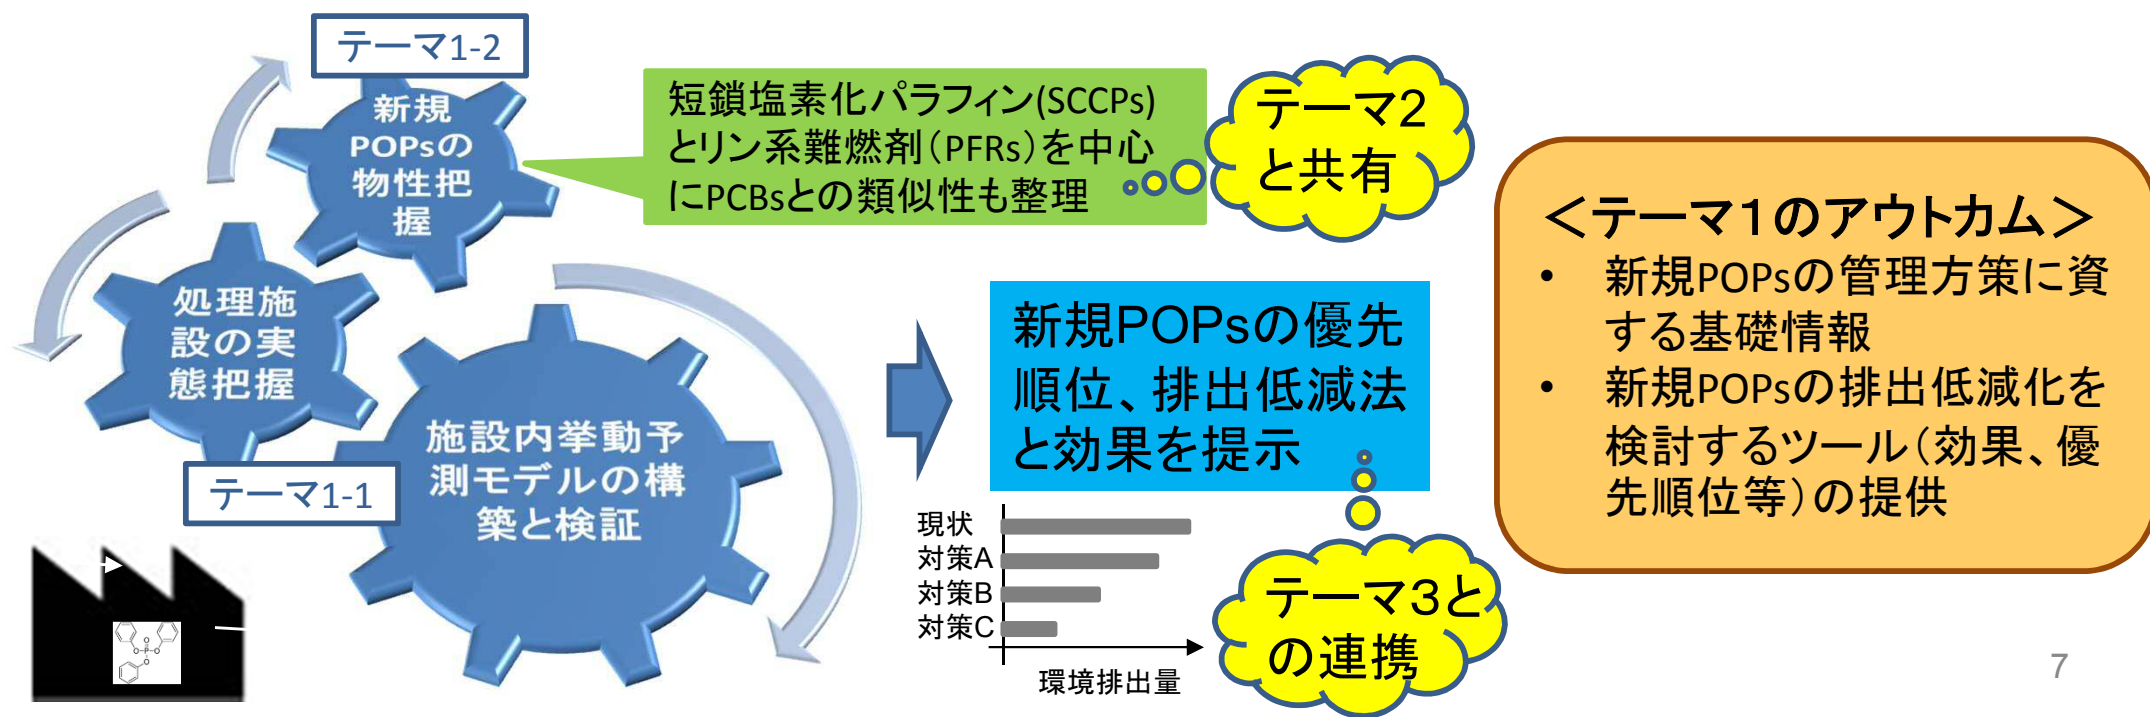 テーマ1-2
新規
POPsの
物性把
握
短鎖塩素化パラフィン(SCCPs)
とリン系難燃剤（PFRs）を中心
にPCBsとの類似性も整理
テーマ2
と共有
処理施
設の実
態把握
テーマ1-1
施設内挙動予
測モデルの構
築と検証
新規POPsの優先
順位、排出低減法
と効果を提示
現状
対策A
対策B
対策C
環境排出量
テーマ3と
の連携
＜テーマ１のアウトカム＞
• 新規POPsの管理方策に資
する基礎情報
• 新規POPsの排出低減化を
検討するツール（効果、優
先順位等）の提供
O
O-P-O
O
7